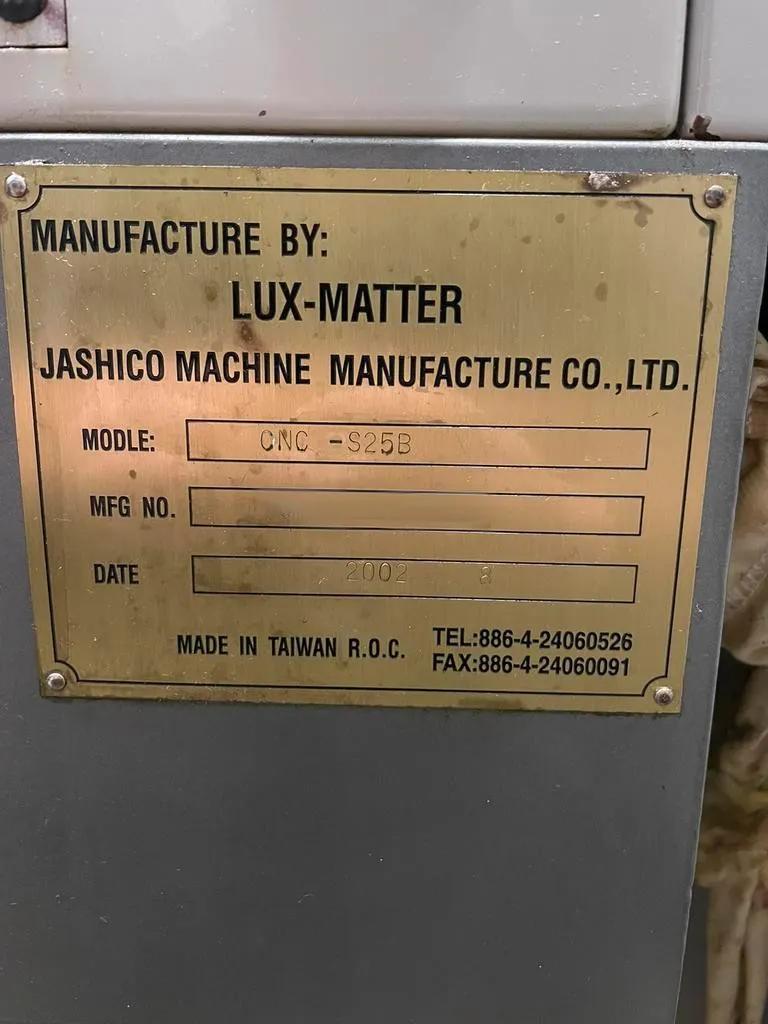 MANUFACTURE BY:
LUX-MATTER
JASHICO MACHINE MANUFACTURE CO.,LTD.
MODLE: CNC -S25B
MFG NO.
DATE 2002 8
MADE IN TAIWAN R.O.C.
TEL:886-4-24060526
FAX:886-4-24060091